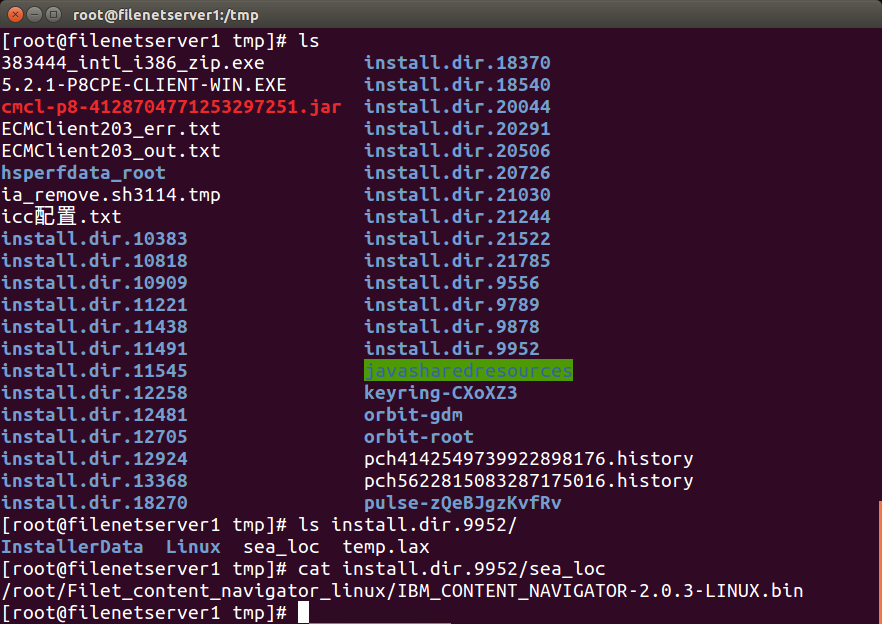 root@filenetserver1:/tmp
[root@filenetserver1 tmp]# ls
383444_intl_i386_zip.exe install.dir.18370
5.2.1-P8CPE-CLIENT-WIN.EXE install.dir.18540
cmcl-p8-4128704771253297251.jar install.dir.20044
ECMClient203_err.txt install.dir.20291
ECMClient203_out.txt install.dir.20506
hsperfdata_root install.dir.20726
ia_remove.sh3114.tmp install.dir.21030
icc配置.txt install.dir.21244
install.dir.10383 install.dir.21522
install.dir.10818 install.dir.21785
install.dir.10909 install.dir.9556
install.dir.11221 install.dir.9789
install.dir.11438 install.dir.9878
install.dir.11491 install.dir.9952
install.dir.11545 javasharedresources
install.dir.12258 keyring-CXoXZ3
install.dir.12481 orbit-gdm
install.dir.12705 orbit-root
install.dir.12924 pch4142549739922898176.history
install.dir.13368 pch5622815083287175016.history
install.dir.18270 pulse-zQeBJgzKvfRv
[root@filenetserver1 tmp]# ls install.dir.9952/
InstallerData Linux sea_loc temp.lax
[root@filenetserver1 tmp]# cat install.dir.9952/sea_loc
/root/Filet_content_navigator_linux/IBM_CONTENT_NAVIGATOR-2.0.3-LINUX.bin
[root@filenetserver1 tmp]#